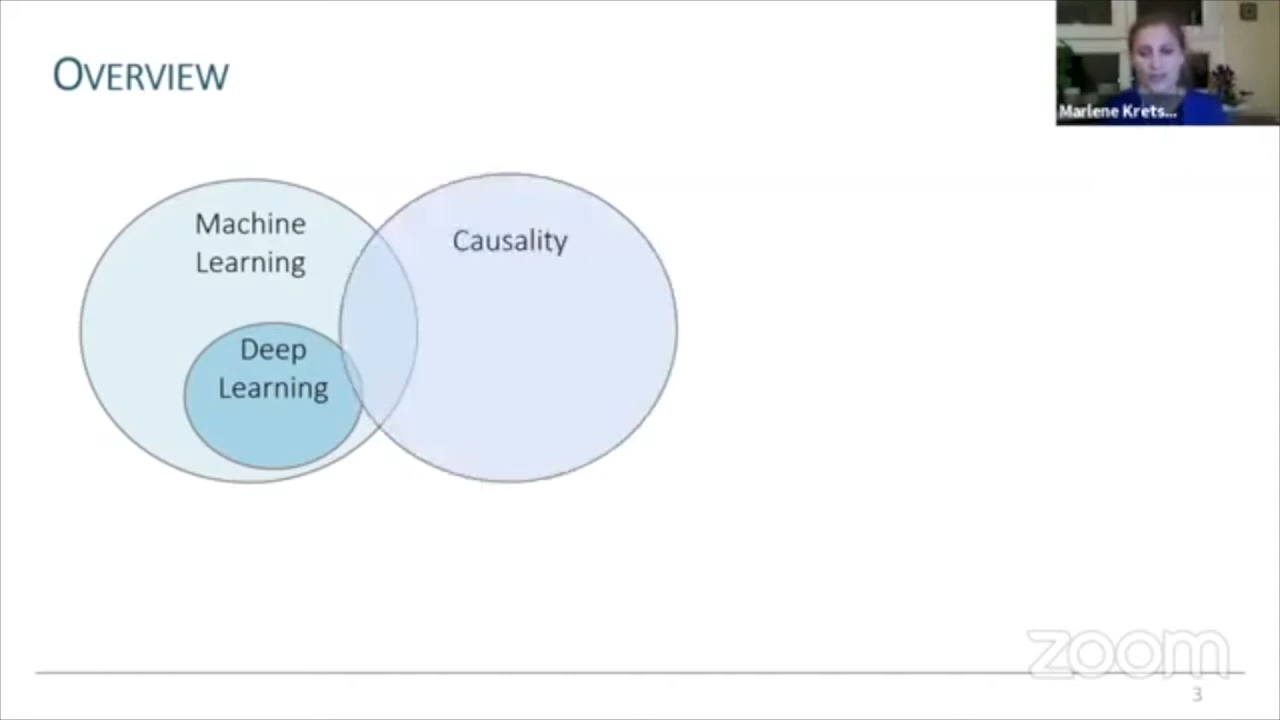 OVERVIEW
Marlene Krets...
Machine
Learning
Causality
Deep
Learning
zoom
3